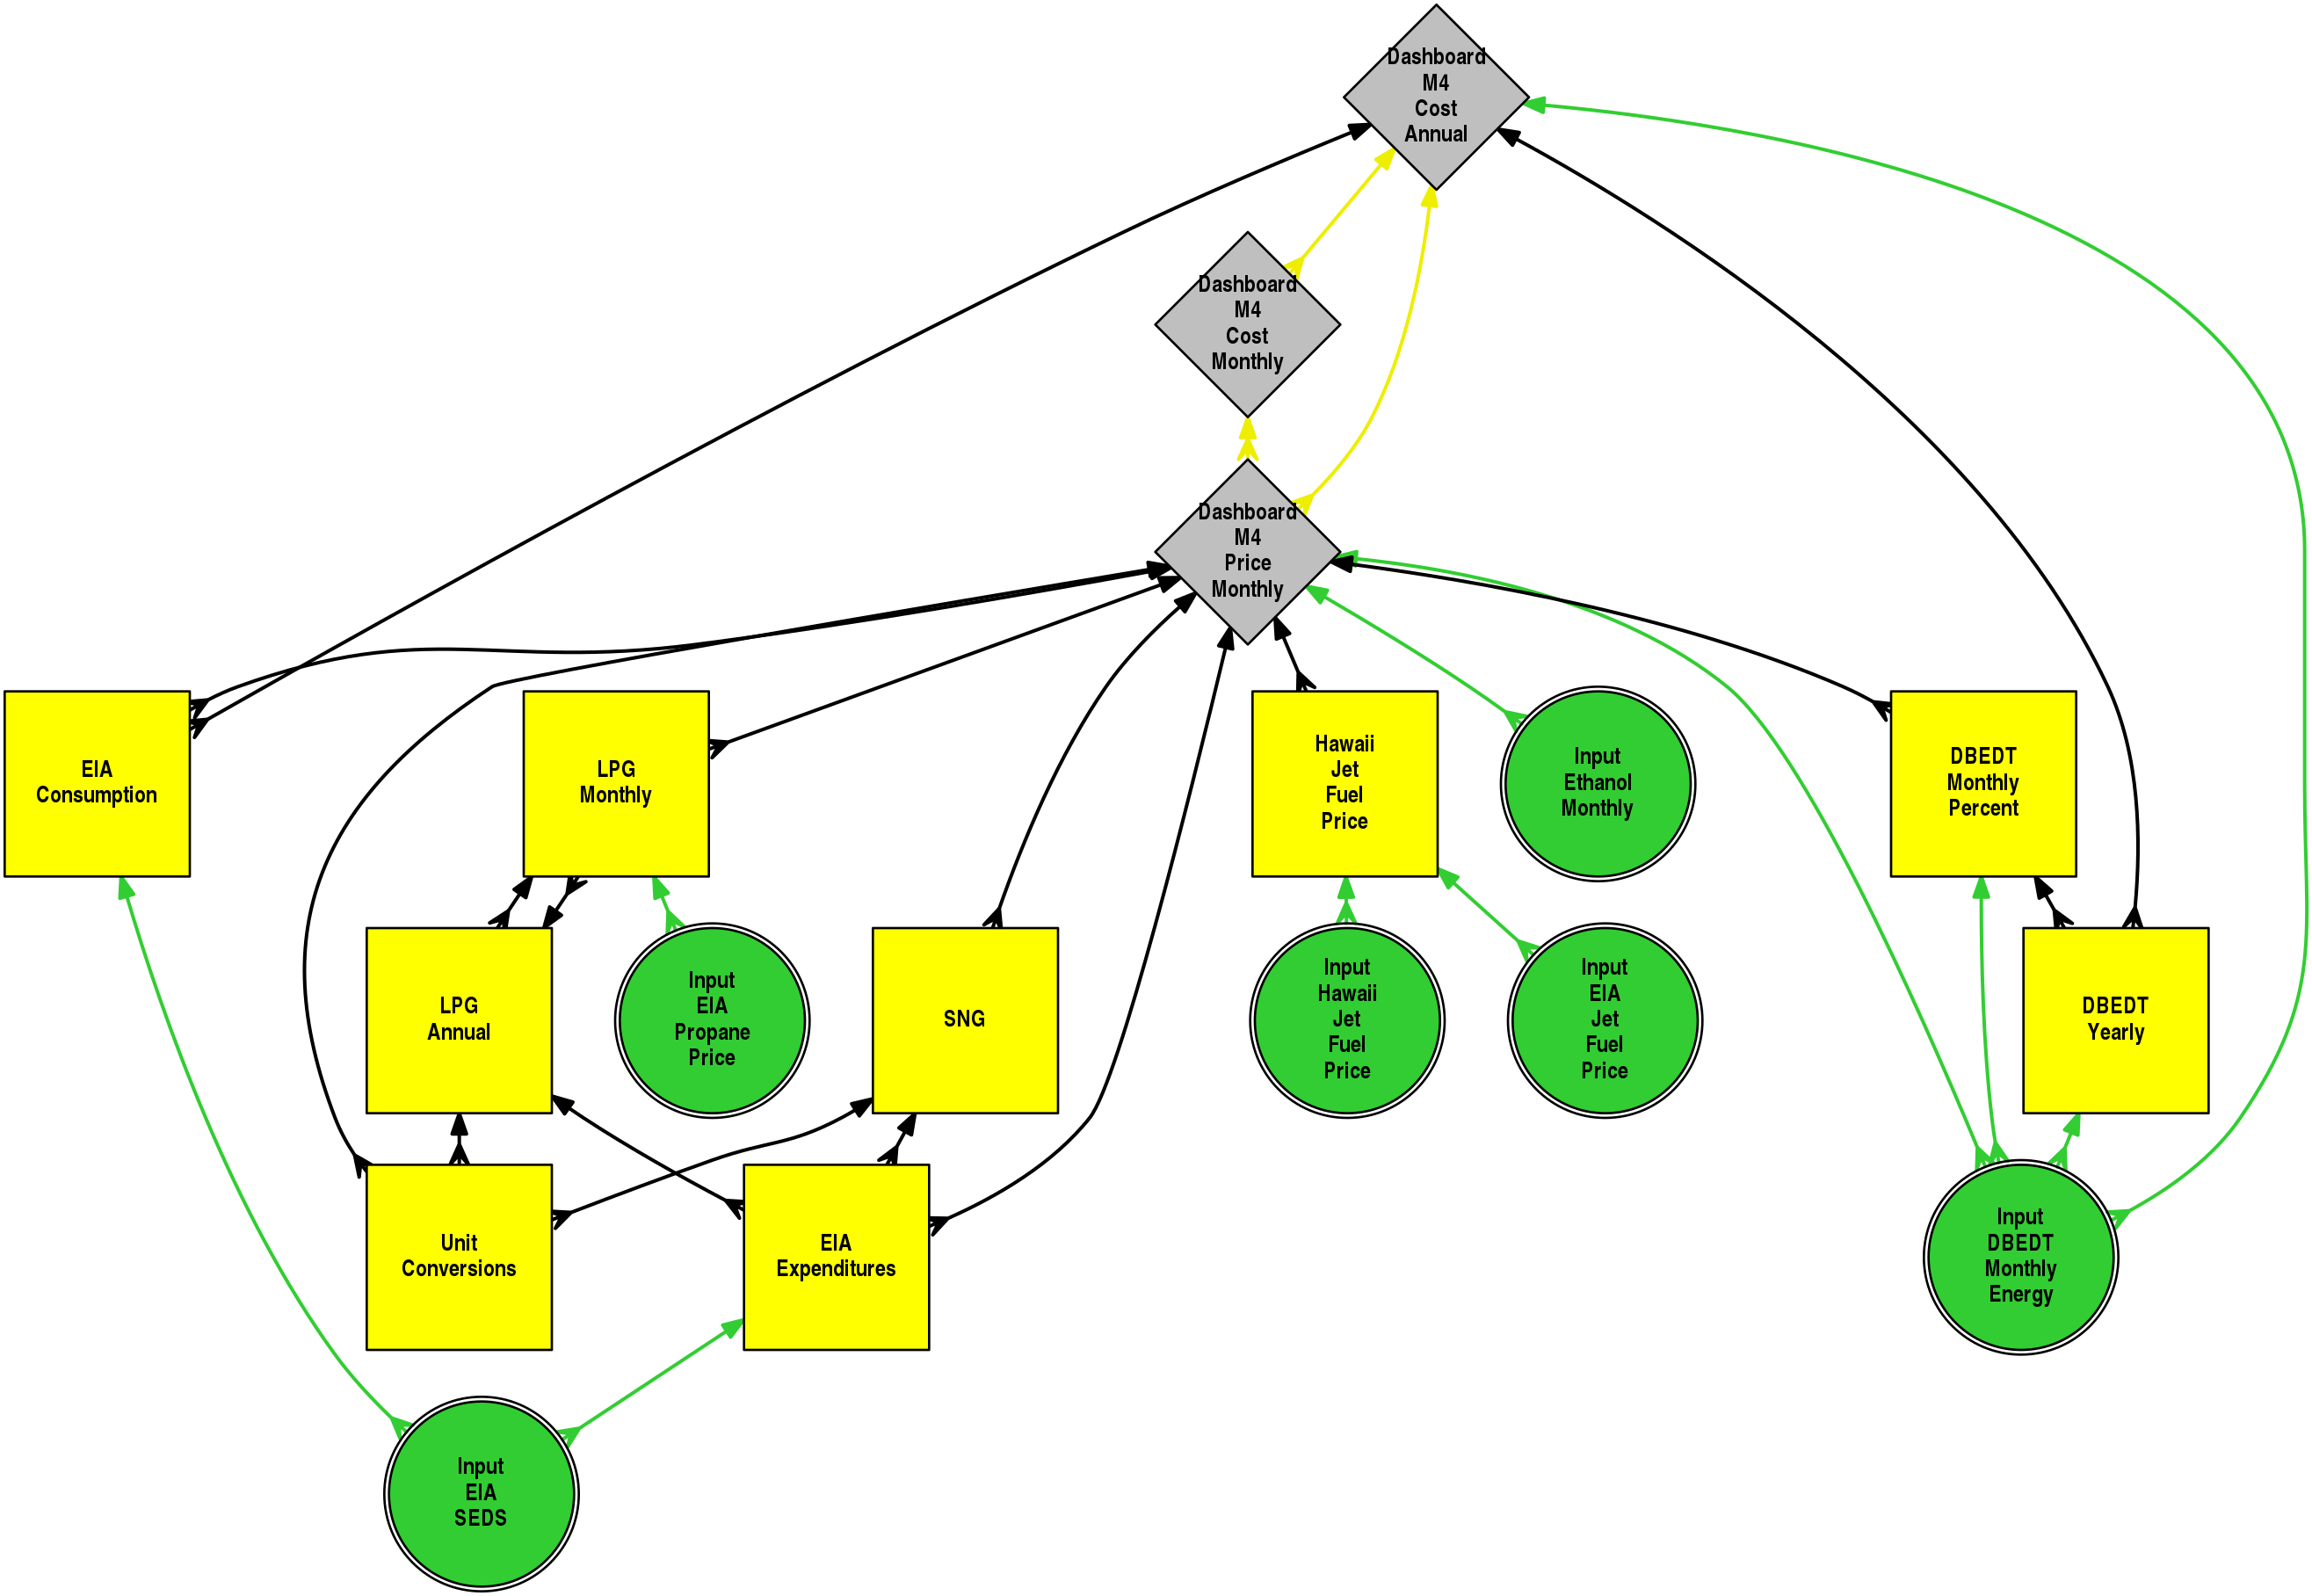 Dashboard
M4
Cost
Annual
Dashboard
M4
Cost
Monthly
Dashboard
M4
Price
Monthly
EIA
Consumption
LPG
Monthly
Hawaii
Jet
Fuel
Price
Input
Ethanol
Monthly
DBEDT
Monthly
Percent
LPG
Annual
Input
EIA
Propane
Price
SNG
Input
Hawaii
Jet
Fuel
Price
Input
EIA
Jet
Fuel
Price
DBEDT
Yearly
Unit
Conversions
EIA
Expenditures
Input
DBEDT
Monthly
Energy
Input
EIA
SEDS